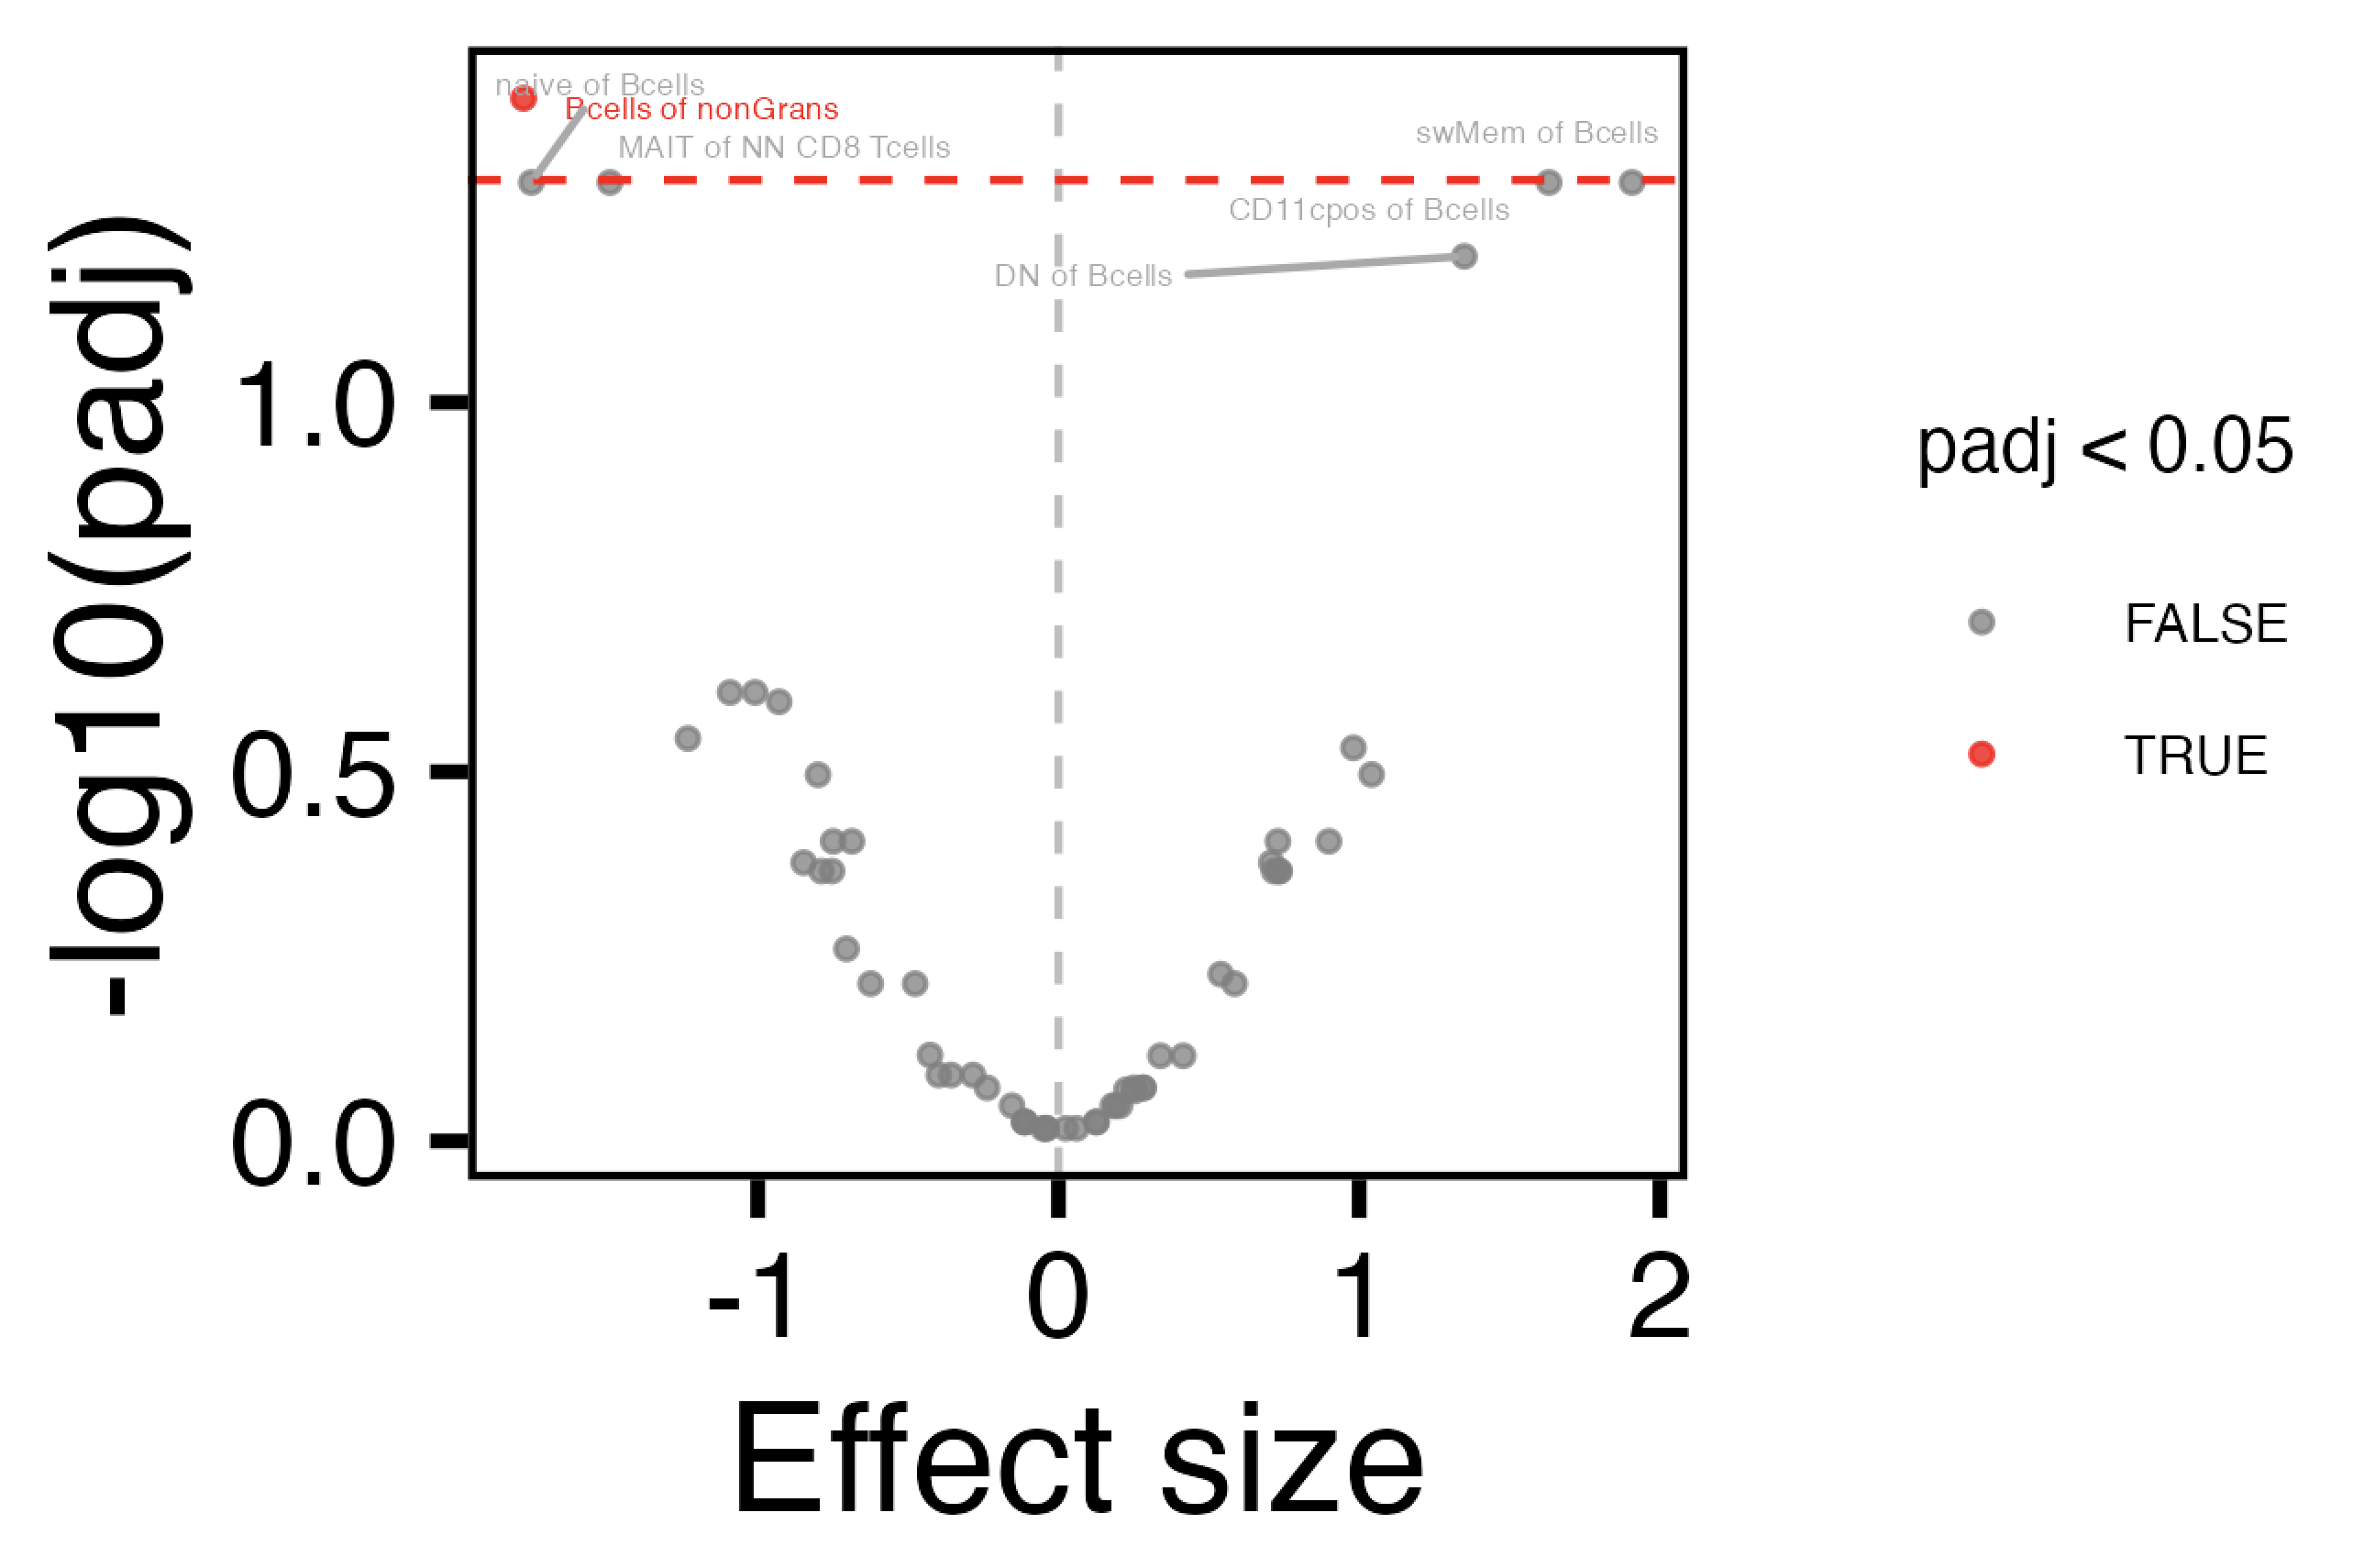 naive of Bcells
Bcells of nonGrans
MAIT of NN CD8 Tcells
swMem of Bcells
CD11cpos of Bcells
DN of Bcells
-log10(padj)
1.0
0.5
0.0
-1 0 1 2
Effect size
padj < 0.05
FALSE
TRUE